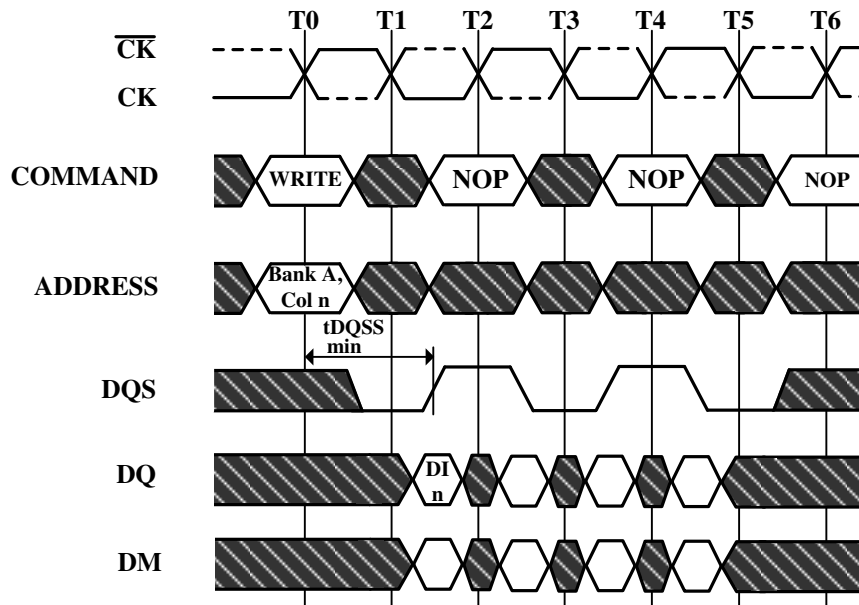 T0 T1 T2 T3 T4 T5 T6
CK
CK
COMMAND WRITE NOP NOP NOP
ADDRESS Bank A,
Col n
tDQSS
min
DQS
DQ DI
n
DM